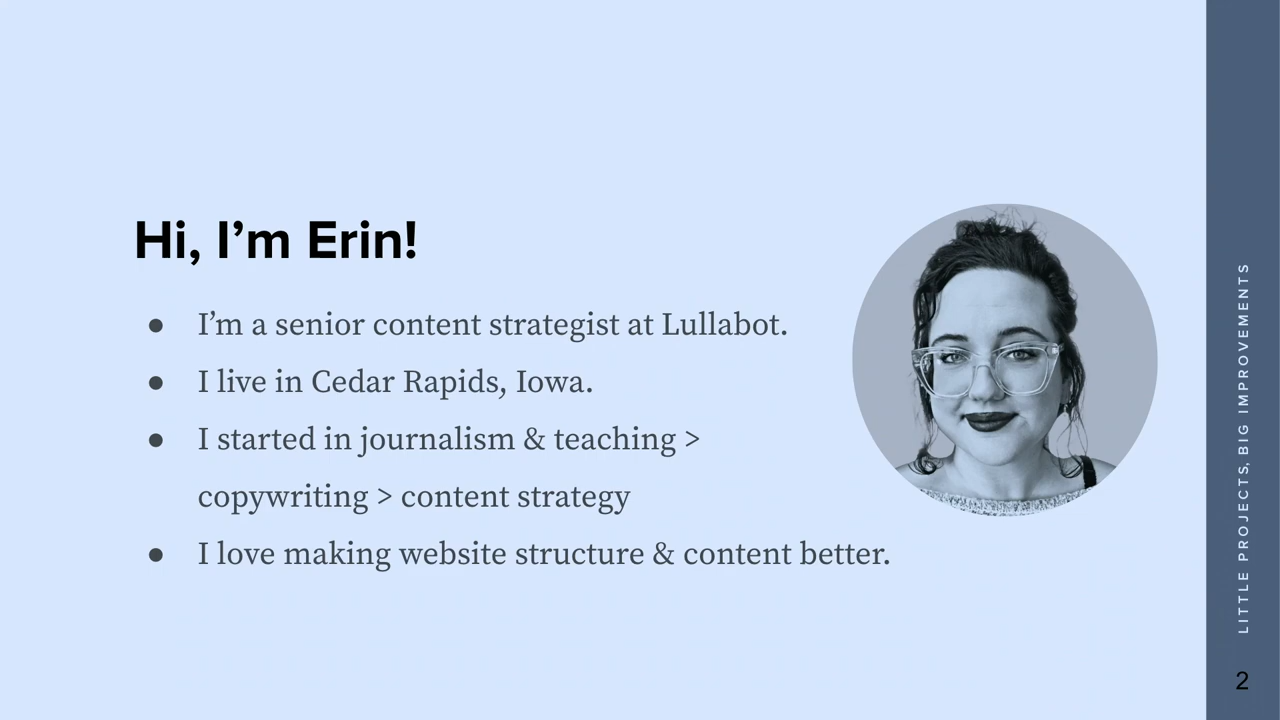 Hi, I’m Erin!
● I’m a senior content strategist at Lullabot.
● I live in Cedar Rapids, Iowa.
● I started in journalism & teaching >
copywriting > content strategy
● I love making website structure & content better.
LITTLE PROJECTS, BIG IMPROVEMENTS
2